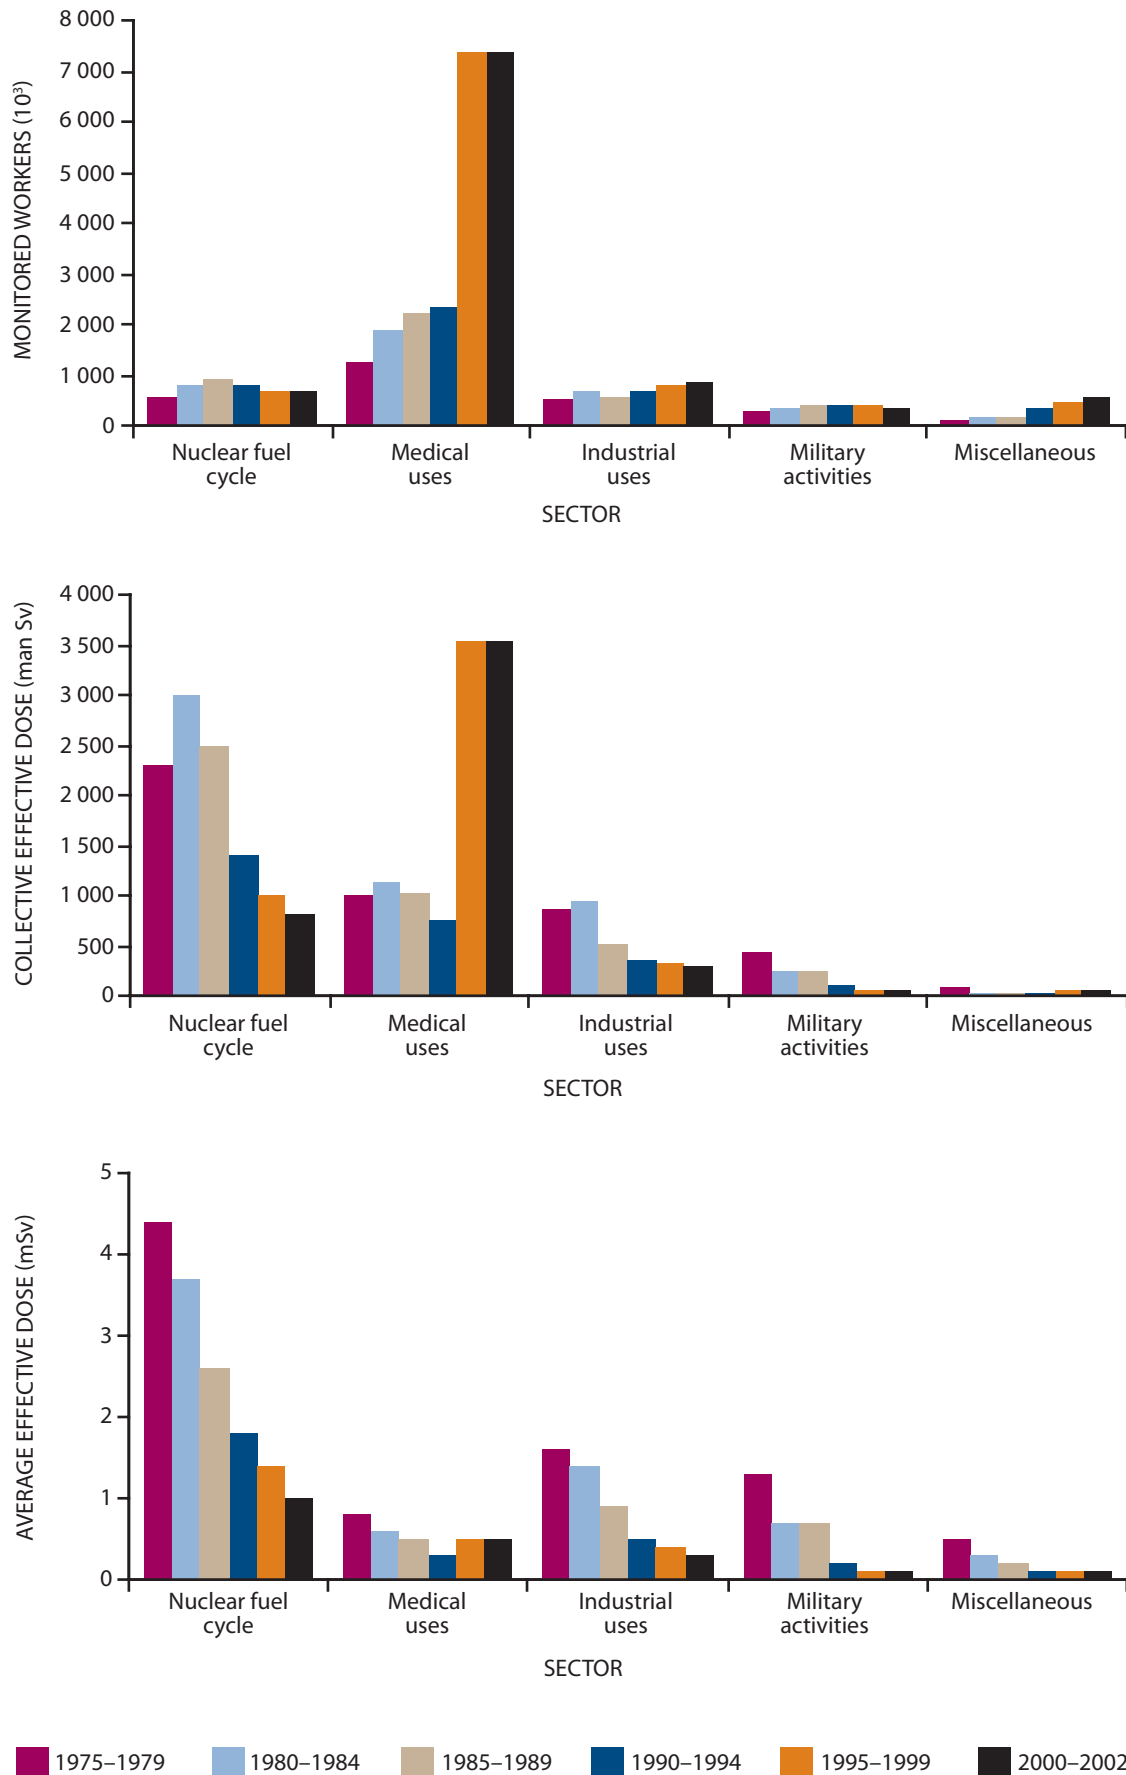 MONITORED WORKERS (10³)
8 000
7 000
6 000
5 000
4 000
3 000
2 000
1 000
0
Nuclear fuel
cycle
Medical
uses
Industrial
uses
Military
activities
Miscellaneous
SECTOR
COLLECTIVE EFFECTIVE DOSE (man Sv)
4 000
3 500
3 000
2 500
2 000
1 500
1 000
500
0
Nuclear fuel
cycle
Medical
uses
Industrial
uses
Military
activities
Miscellaneous
SECTOR
AVERAGE EFFECTIVE DOSE (mSv)
5
4
3
2
1
0
Nuclear fuel
cycle
Medical
uses
Industrial
uses
Military
activities
Miscellaneous
SECTOR
1975–1979
1980–1984
1985–1989
1990–1994
1995–1999
2000–2002